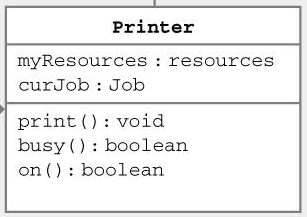 Printer
myResources : resources
curJob : Job
print() : void
busy() : boolean
on() : boolean